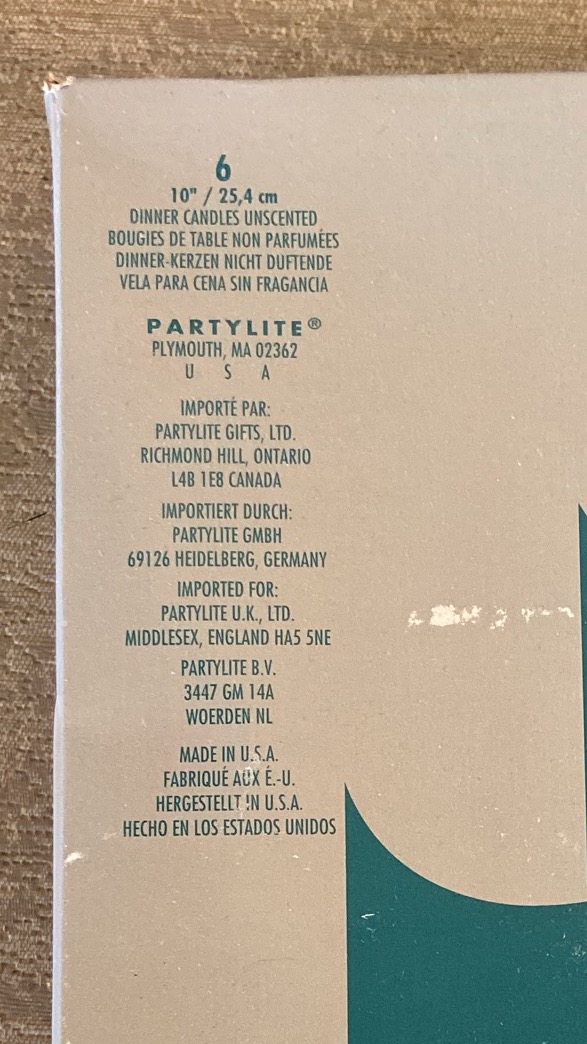 6
10" / 25,4 cm
DINNER CANDLES UNSCENTED
BOUGIES DE TABLE NON PARFUMÉES
DINNER-KERZEN NICHT DUFTENDE
VELA PARA CENA SIN FRAGANCIA
PARTYLITE®
PLYMOUTH, MA 02362
U S A
IMPORTÉ PAR:
PARTYLITE GIFTS, LTD.
RICHMOND HILL, ONTARIO
L4B 1E8 CANADA
IMPORTIERT DURCH:
PARTYLITE GMBH
69126 HEIDELBERG, GERMANY
IMPORTED FOR:
PARTYLITE U.K., LTD.
MIDDLESEX, ENGLAND HA5 5NE
PARTYLITE B.V.
3447 GM 14A
WOERDEN NL
MADE IN U.S.A.
FABRIQUÉ AUX É.-U.
HERGESTELLT IN U.S.A.
HECHO EN LOS ESTADOS UNIDOS